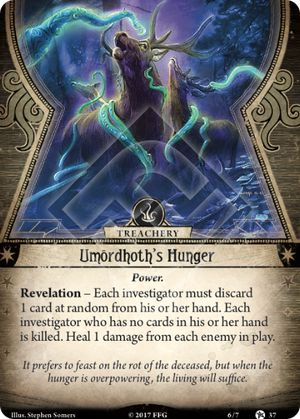 TREACHERY
Umôrdhoth's Hunger
Power.
Revelation – Each investigator must discard
1 card at random from his or her hand. Each
investigator who has no cards in his or her hand
is killed. Heal 1 damage from each enemy in play.
It prefers to feast on the rot of the deceased, but when the
hunger is overpowering, the living will suffice.
Illus. Stephen Somers © 2017 FFG 6/7 37